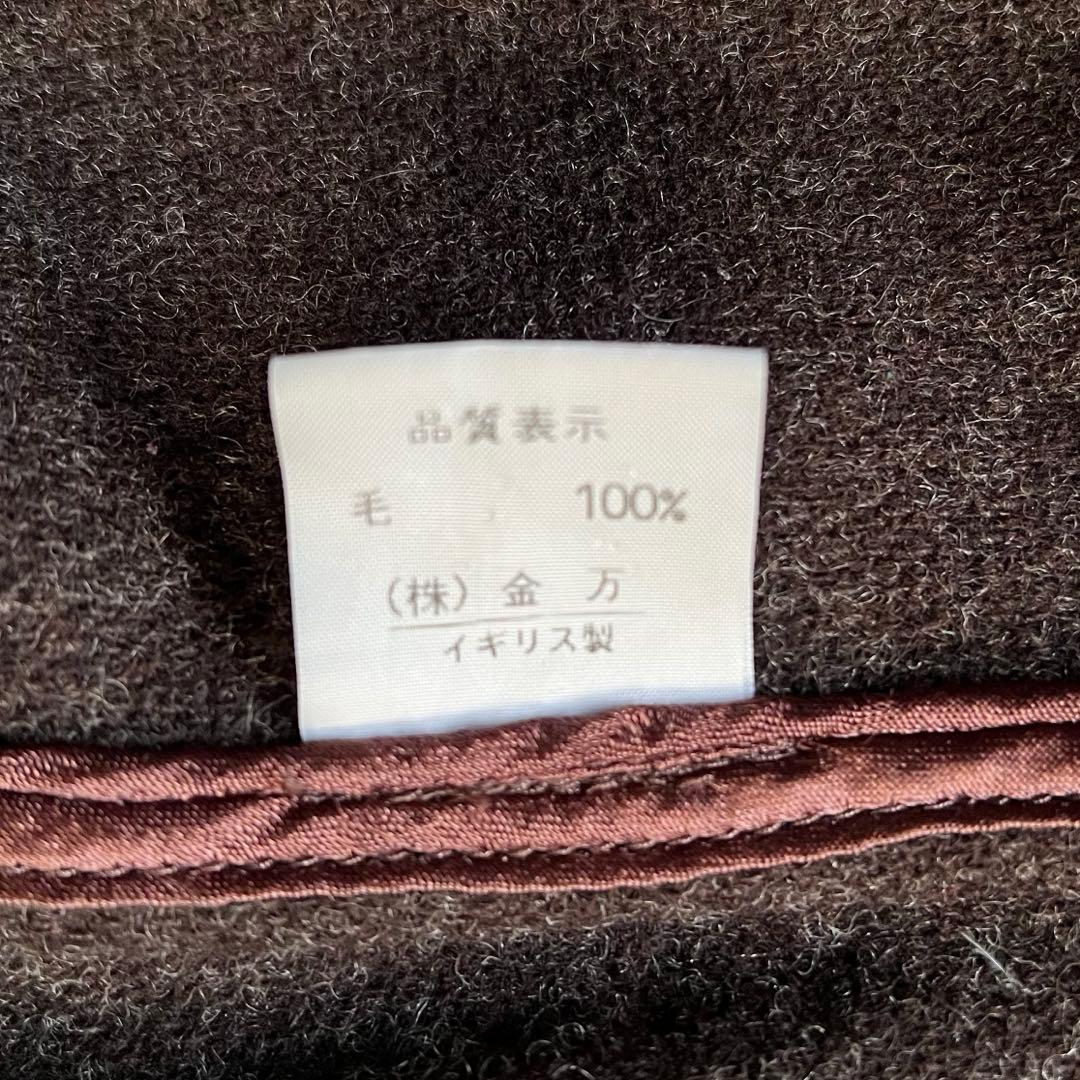 品質表示
毛 100%
(株) 金 万
イギリス製